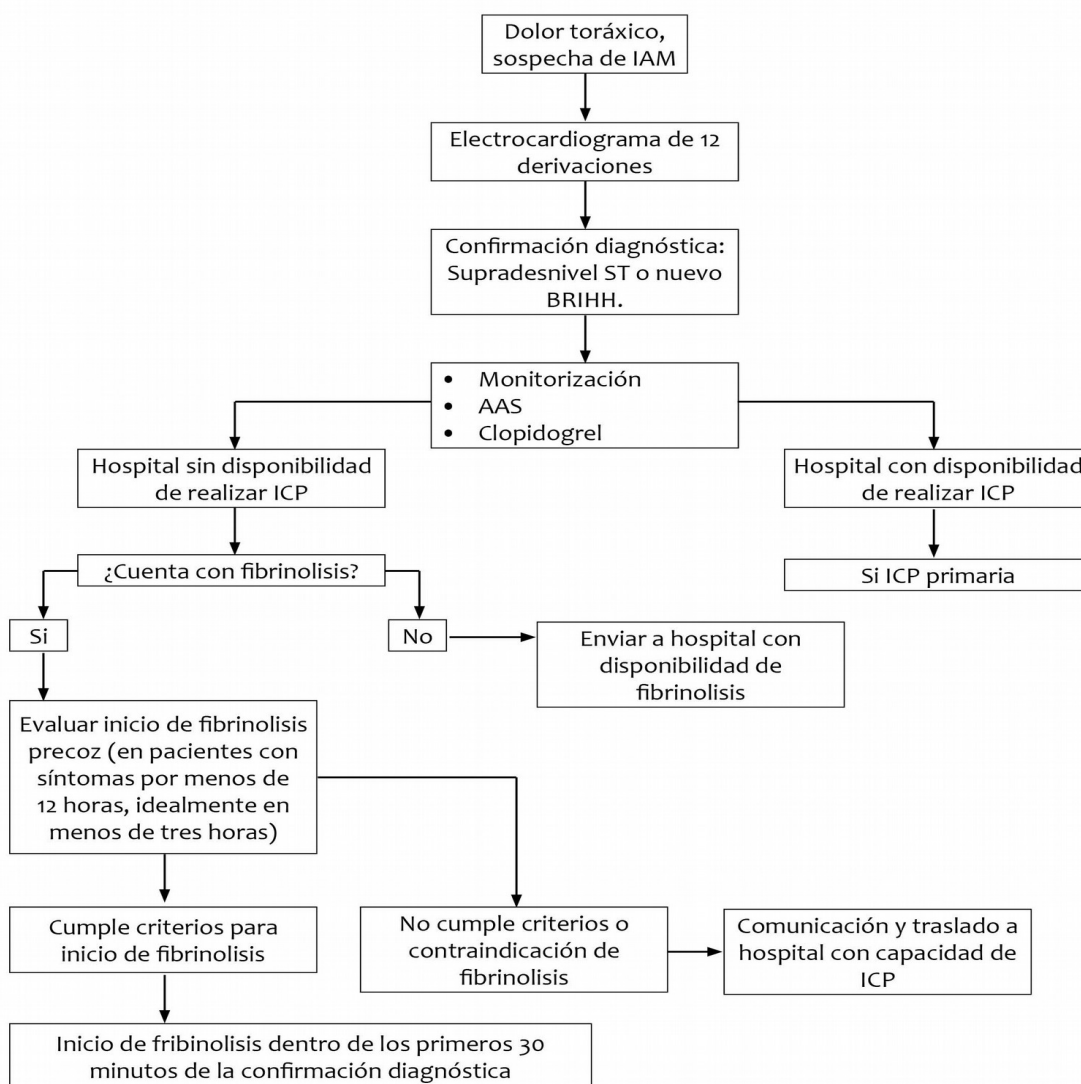 Dolor toráxico,
sospecha de IAM
Electrocardiograma de 12
derivaciones
Confirmación diagnóstica:
Supradesnivel ST o nuevo
BRIHH.
• Monitorización
• AAS
• Clopidogrel
Hospital sin disponibilidad
de realizar ICP
Hospital con disponibilidad
de realizar ICP
¿Cuenta con fibrinolisis?
Si ICP primaria
Si
No
Enviar a hospital con
disponibilidad de
fibrinolisis
Evaluar inicio de fibrinolisis
precoz (en pacientes con
síntomas por menos de
12 horas, idealmente en
menos de tres horas)
Cumple criterios para
inicio de fibrinolisis
No cumple criterios o
contraindicación de
fibrinolisis
Comunicación y traslado a
hospital con capacidad de
ICP
Inicio de fribinolisis dentro de los primeros 30
minutos de la confirmación diagnóstica